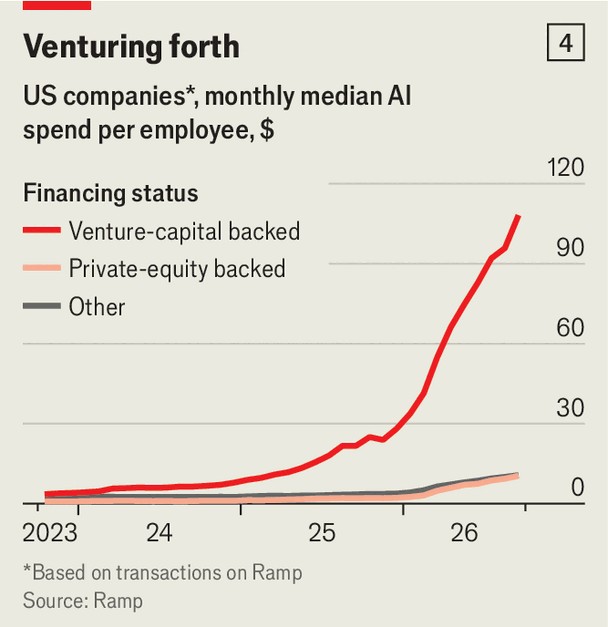 Venturing forth
4
US companies*, monthly median AI
spend per employee, $
Financing status
Venture-capital backed
Private-equity backed
Other
120
90
60
30
0
2023 24 25 26
*Based on transactions on Ramp
Source: Ramp